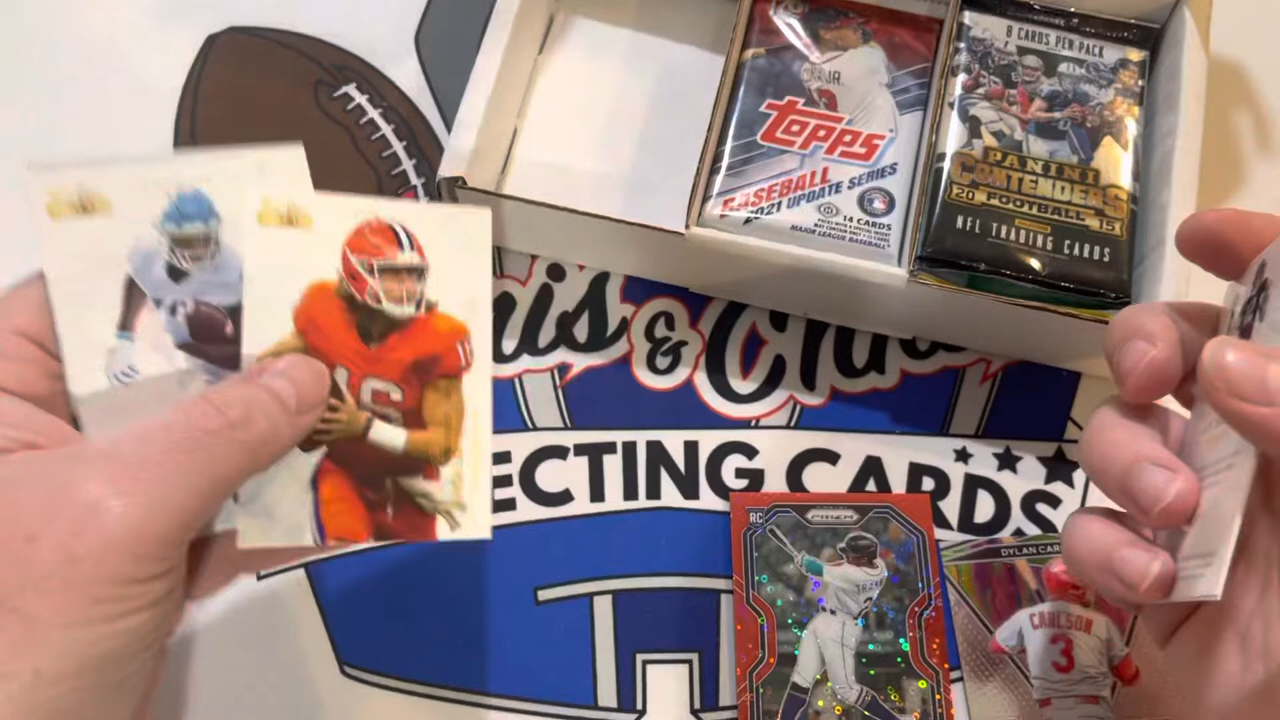 8 CARDS PER PACK
TOPPS
BASEBALL
2021 UPDATE SERIES
14 CARDS
MAJOR LEAGUE BASEBALL
PANINI
CONTENDERS
20 FOOTBALL 15
NFL TRADING CARDS
&
ECTING CARDS
16
RC
PRIZM
DYLAN CAR
CARLSON
3